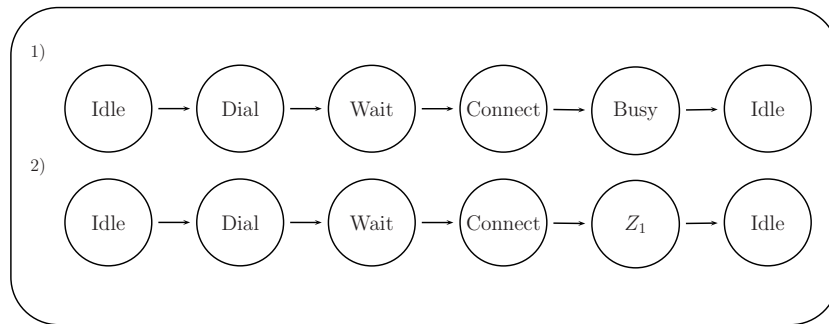 1)
Idle Dial Wait Connect Busy Idle
2)
Idle Dial Wait Connect Z₁ Idle